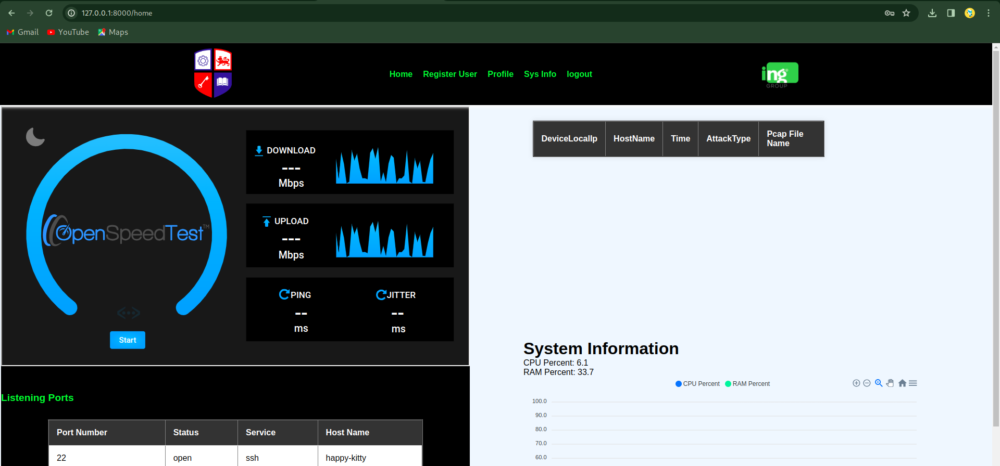 127.0.0.1:8000/home
Gmail YouTube Maps
Home Register User Profile Sys Info logout
ing
GROUP
OpenSpeedTest™
Start
DOWNLOAD
---
Mbps
UPLOAD
---
Mbps
PING
--
ms
JITTER
--
ms
DeviceLocalIp HostName Time AttackType Pcap File
Name
System Information
CPU Percent: 6.1
RAM Percent: 33.7
CPU Percent RAM Percent
100.0
90.0
80.0
70.0
60.0
Listening Ports
Port Number Status Service Host Name
22 open ssh happy-kitty